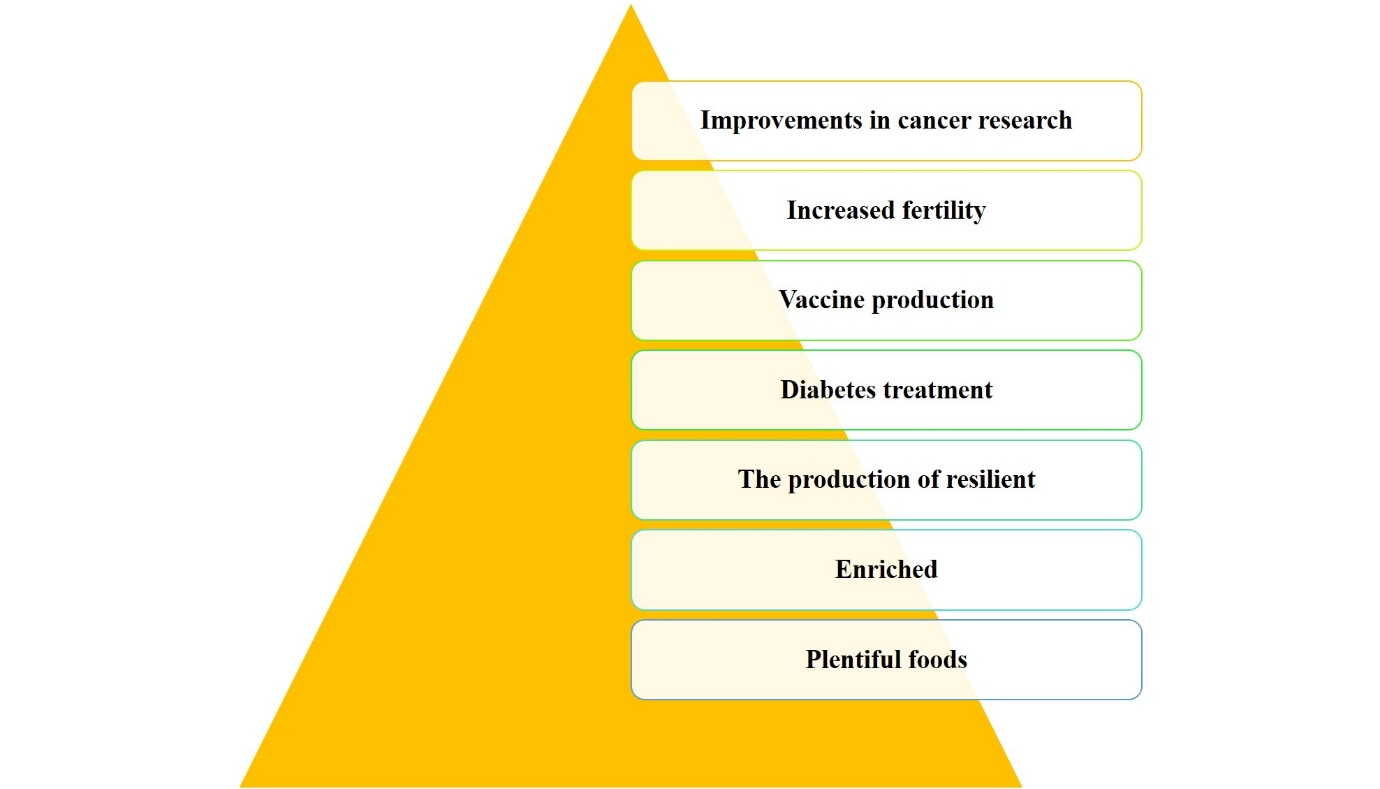 Improvements in cancer research
Increased fertility
Vaccine production
Diabetes treatment
The production of resilient
Enriched
Plentiful foods